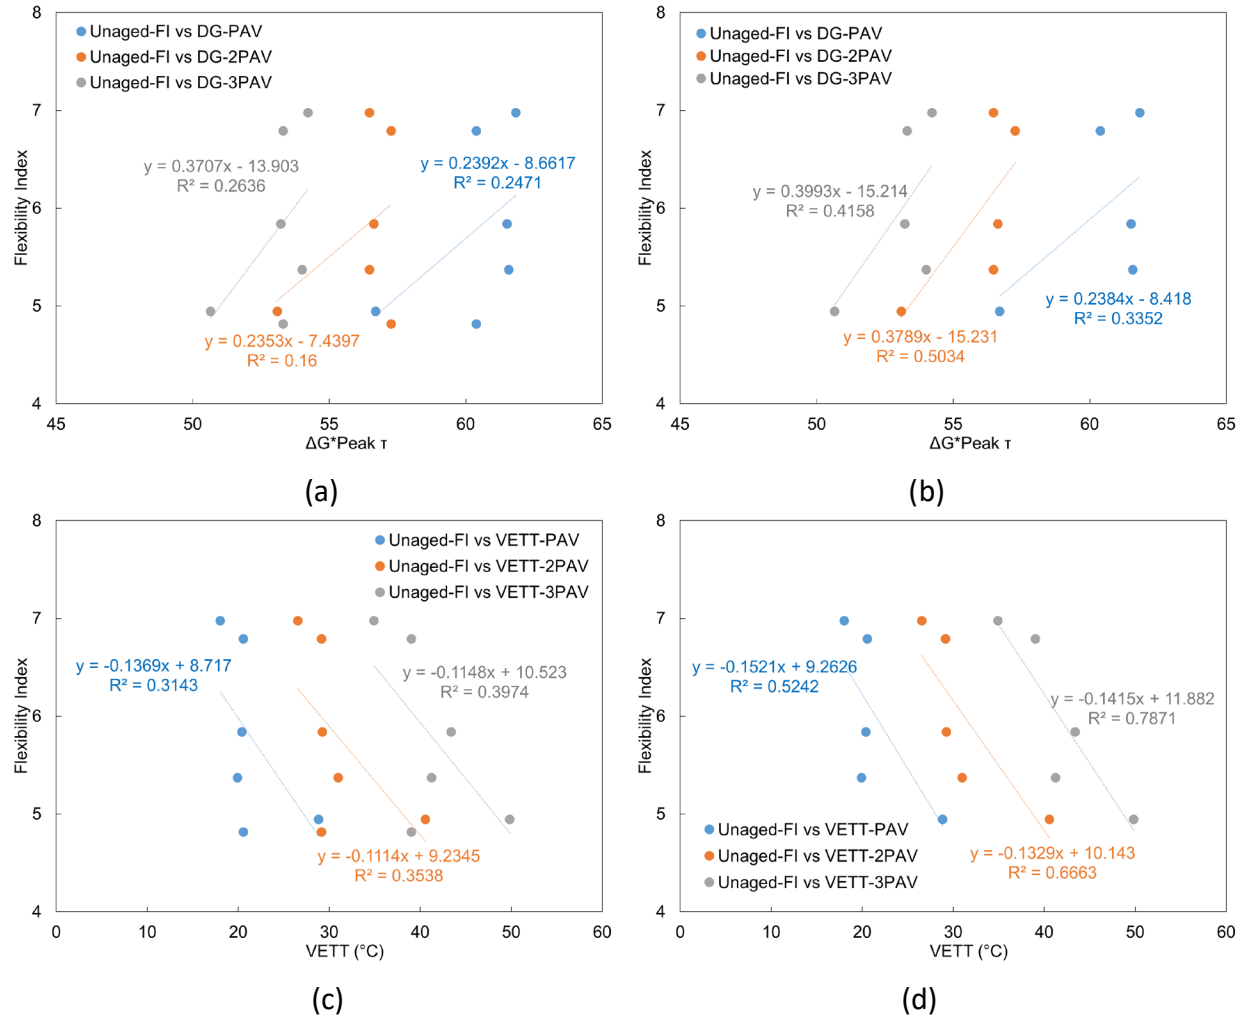 8
7
6
5
4
Flexibility Index
Unaged-FI vs DG-PAV
Unaged-FI vs DG-2PAV
Unaged-FI vs DG-3PAV
y = 0.3707x - 13.903
R² = 0.2636
y = 0.2392x - 8.6617
R² = 0.2471
y = 0.2353x - 7.4397
R² = 0.16
45 50 55 60 65
ΔG*Peak τ
(a)
8
7
6
5
4
Flexibility Index
Unaged-FI vs DG-PAV
Unaged-FI vs DG-2PAV
Unaged-FI vs DG-3PAV
y = 0.3993x - 15.214
R² = 0.4158
y = 0.2384x - 8.418
R² = 0.3352
y = 0.3789x - 15.231
R² = 0.5034
45 50 55 60 65
ΔG*Peak τ
(b)
8
7
6
5
4
Flexibility Index
Unaged-FI vs VETT-PAV
Unaged-FI vs VETT-2PAV
Unaged-FI vs VETT-3PAV
y = -0.1369x + 8.717
R² = 0.3143
y = -0.1148x + 10.523
R² = 0.3974
y = -0.1114x + 9.2345
R² = 0.3538
0 10 20 30 40 50 60
VETT (°C)
(c)
8
7
6
5
4
Flexibility Index
y = -0.1521x + 9.2626
R² = 0.5242
y = -0.1415x + 11.882
R² = 0.7871
Unaged-FI vs VETT-PAV
Unaged-FI vs VETT-2PAV
Unaged-FI vs VETT-3PAV
y = -0.1329x + 10.143
R² = 0.6663
0 10 20 30 40 50 60
VETT (°C)
(d)